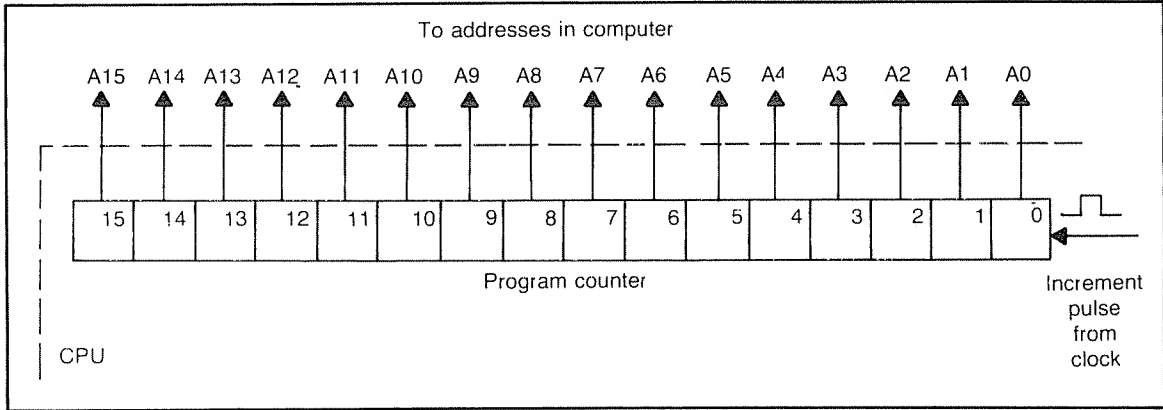 To addresses in computer
A15 A14 A13 A12 A11 A10 A9 A8 A7 A6 A5 A4 A3 A2 A1 A0
15 14 13 12 11 10 9 8 7 6 5 4 3 2 1 0
Program counter
Increment
pulse
from
clock
CPU